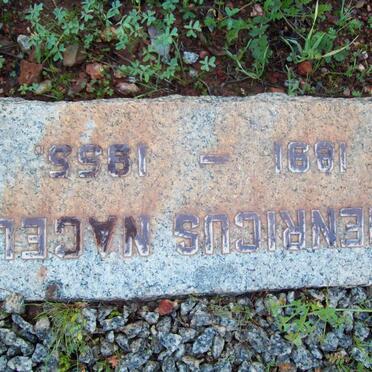 HENRICUS NAGEL
1891 – 1955.